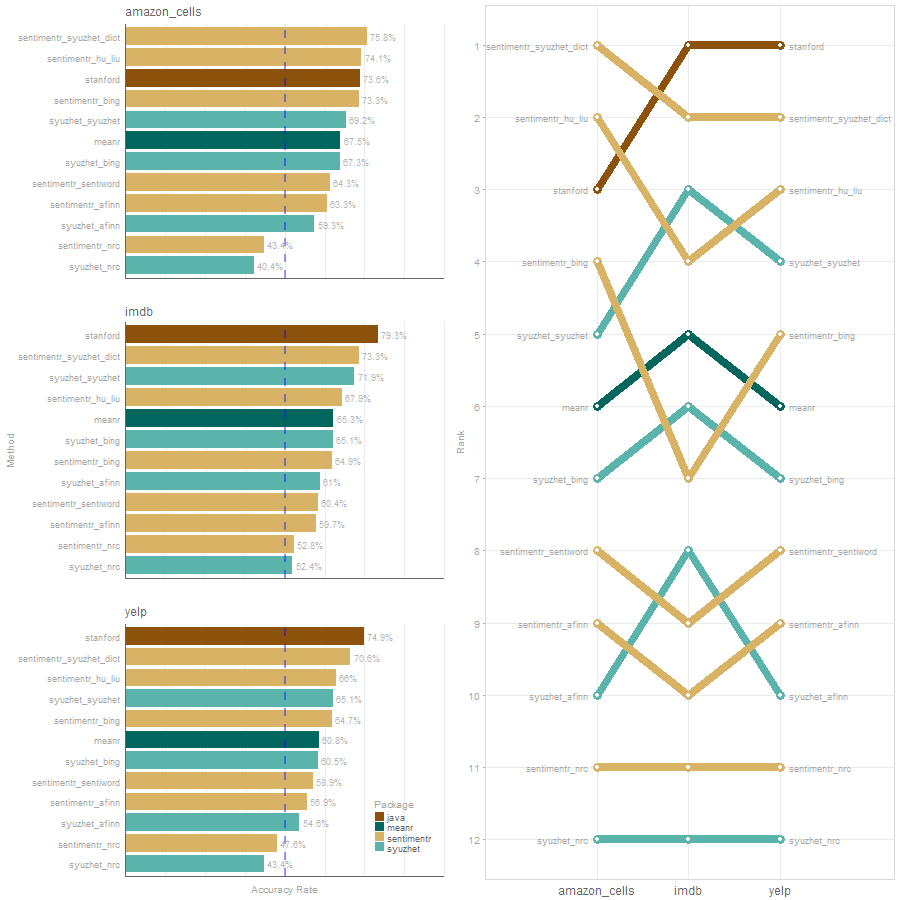 amazon_cells
sentimentr_syuzhet_dict 75.8%
sentimentr_hu_liu 74.1%
stanford 73.6%
sentimentr_bing 73.3%
syuzhet_syuzhet 69.2%
meanr 67.5%
syuzhet_bing 67.3%
sentimentr_sentiword 64.3%
sentimentr_afinn 63.3%
syuzhet_afinn 59.3%
sentimentr_nrc 43.4%
syuzhet_nrc 40.4%
imdb
stanford 79.3%
sentimentr_syuzhet_dict 73.3%
syuzhet_syuzhet 71.9%
sentimentr_hu_liu 67.9%
meanr 65.3%
syuzhet_bing 65.1%
sentimentr_bing 64.9%
syuzhet_afinn 61%
sentimentr_sentiword 60.4%
sentimentr_afinn 59.7%
sentimentr_nrc 52.8%
syuzhet_nrc 52.4%
Method
yelp
stanford 74.9%
sentimentr_syuzhet_dict 70.6%
sentimentr_hu_liu 66%
syuzhet_syuzhet 65.1%
sentimentr_bing 64.7%
meanr 60.8%
syuzhet_bing 60.5%
sentimentr_sentiword 58.9%
sentimentr_afinn 56.9%
syuzhet_afinn 54.6%
sentimentr_nrc 47.6%
syuzhet_nrc 43.4%
Accuracy Rate
Package
java
meanr
sentimentr
syuzhet
Rank
1 sentimentr_syuzhet_dict stanford
2 sentimentr_hu_liu sentimentr_syuzhet_dict
3 stanford sentimentr_hu_liu
4 sentimentr_bing syuzhet_syuzhet
5 syuzhet_syuzhet sentimentr_bing
6 meanr meanr
7 syuzhet_bing syuzhet_bing
8 sentimentr_sentiword sentimentr_sentiword
9 sentimentr_afinn sentimentr_afinn
10 syuzhet_afinn syuzhet_afinn
11 sentimentr_nrc sentimentr_nrc
12 syuzhet_nrc syuzhet_nrc
amazon_cells imdb yelp